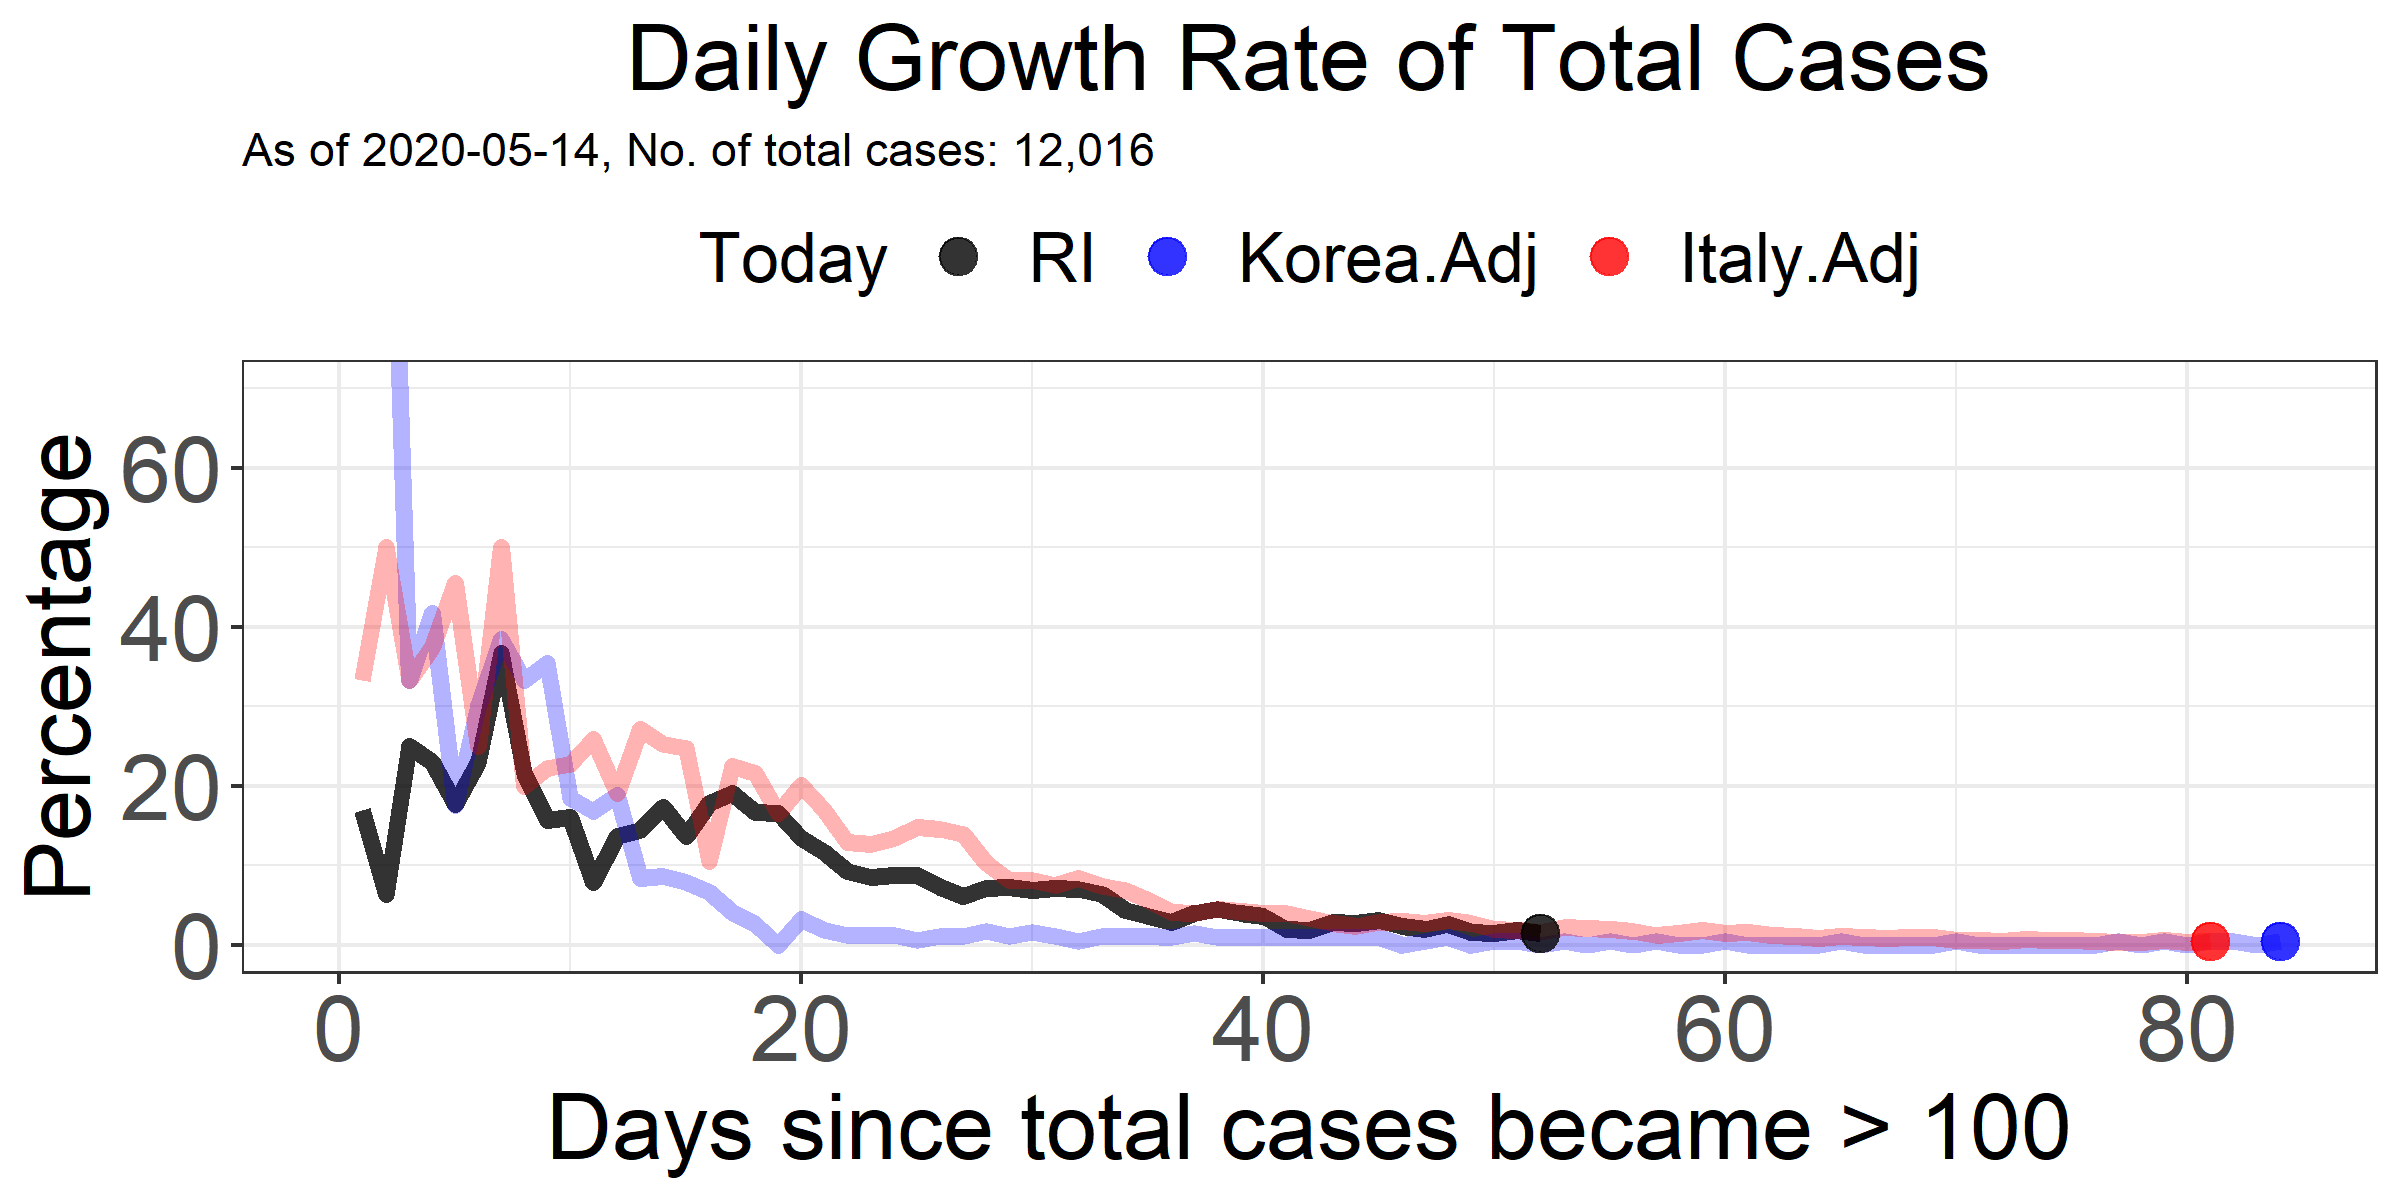 Daily Growth Rate of Total Cases
As of 2020-05-14, No. of total cases: 12,016
Today RI Korea.Adj Italy.Adj
Percentage
60
40
20
0
0 20 40 60 80
Days since total cases became > 100